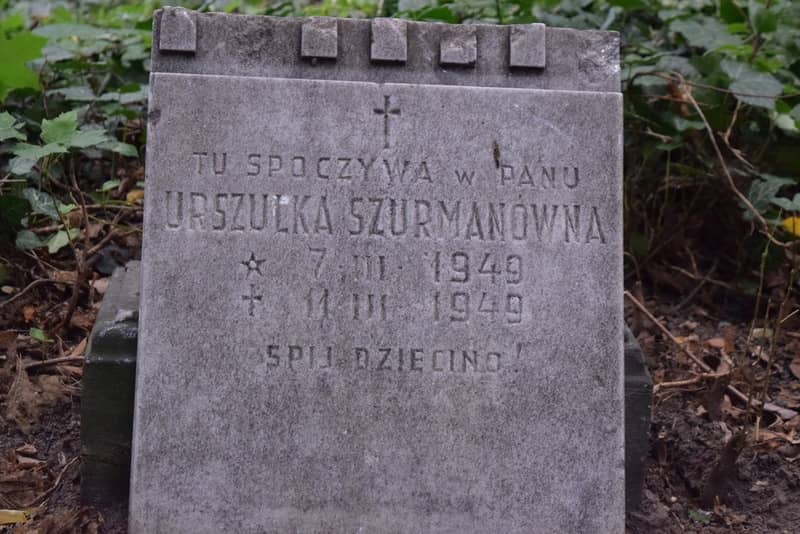 TU SPOCZYWA W PANU
URSZULKA SZURMANÓWNA
7 III 1949
11 III 1949
ŚPIJ DZIECINO!